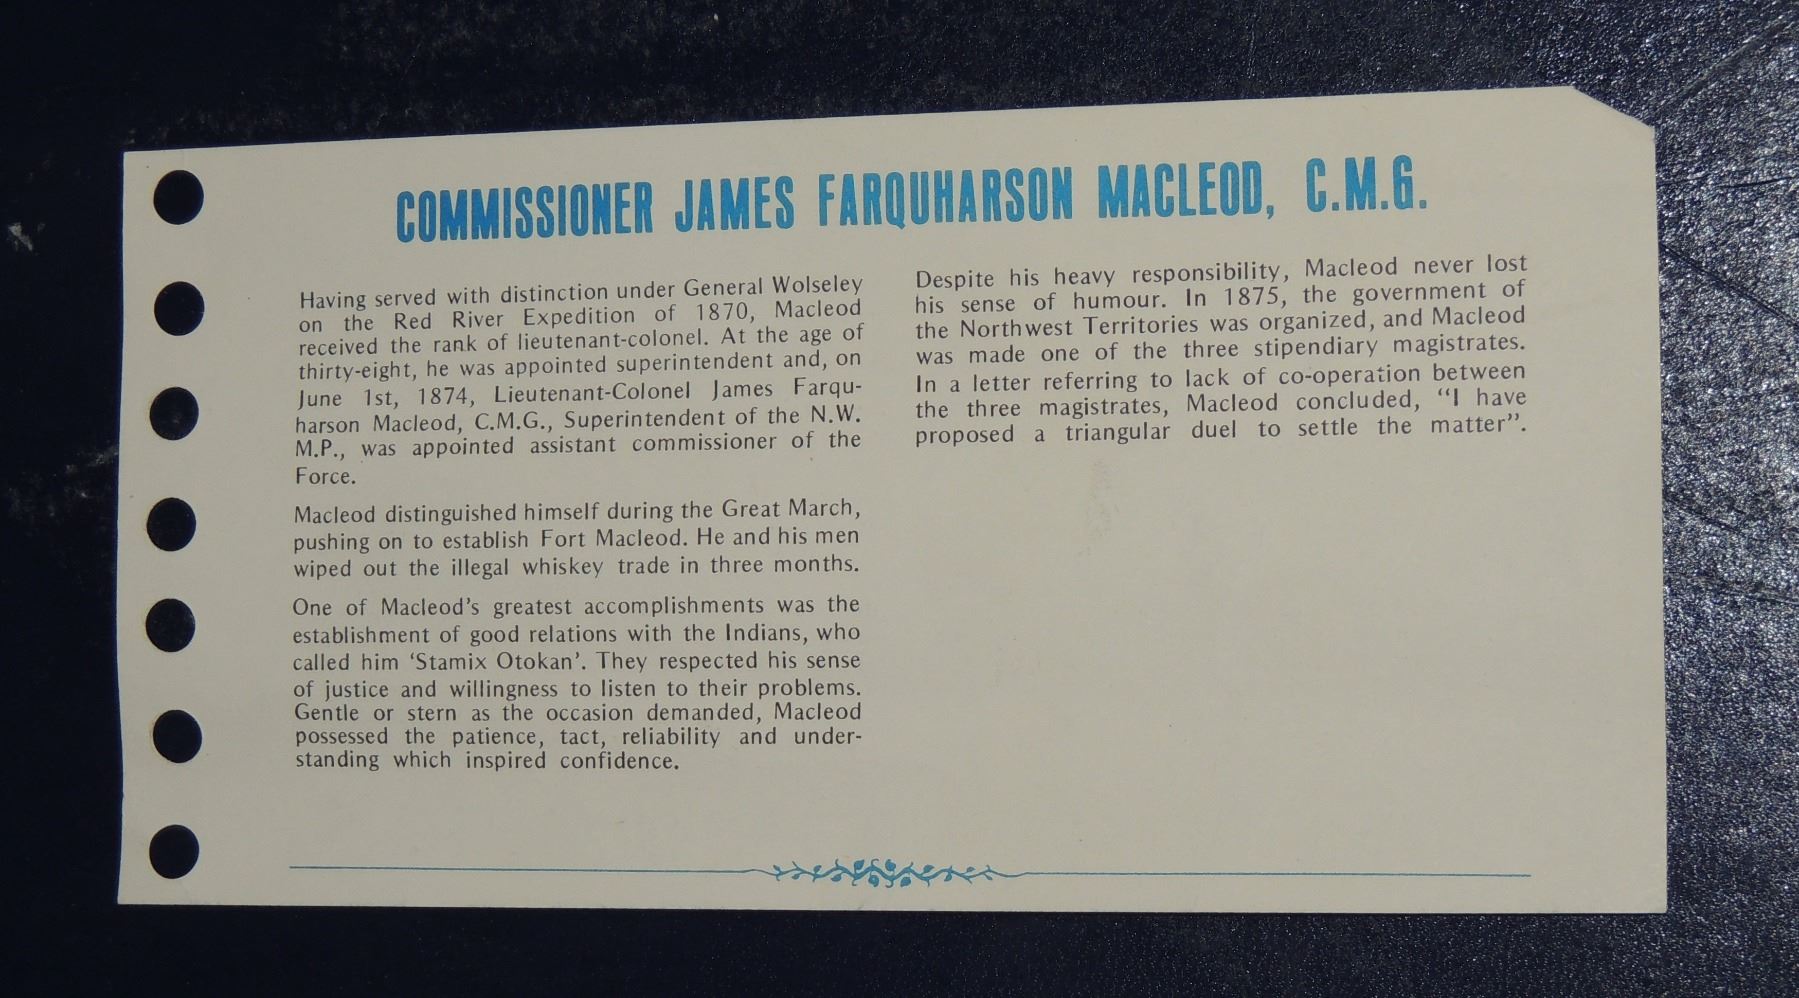 COMMISSIONER JAMES FARQUHARSON MACLEOD, C.M.G.
Having served with distinction under General Wolseley
on the Red River Expedition of 1870, Macleod
received the rank of lieutenant-colonel. At the age of
thirty-eight, he was appointed superintendent and, on
June 1st, 1874, Lieutenant-Colonel James Farqu-
harson Macleod, C.M.G., Superintendent of the N.W.
M.P., was appointed assistant commissioner of the
Force.
Macleod distinguished himself during the Great March,
pushing on to establish Fort Macleod. He and his men
wiped out the illegal whiskey trade in three months.
One of Macleod's greatest accomplishments was the
establishment of good relations with the Indians, who
called him 'Stamix Otokan'. They respected his sense
of justice and willingness to listen to their problems.
Gentle or stern as the occasion demanded, Macleod
possessed the patience, tact, reliability and under-
standing which inspired confidence.
Despite his heavy responsibility, Macleod never lost
his sense of humour. In 1875, the government of
the Northwest Territories was organized, and Macleod
was made one of the three stipendiary magistrates.
In a letter referring to lack of co-operation between
the three magistrates, Macleod concluded, "I have
proposed a triangular duel to settle the matter".